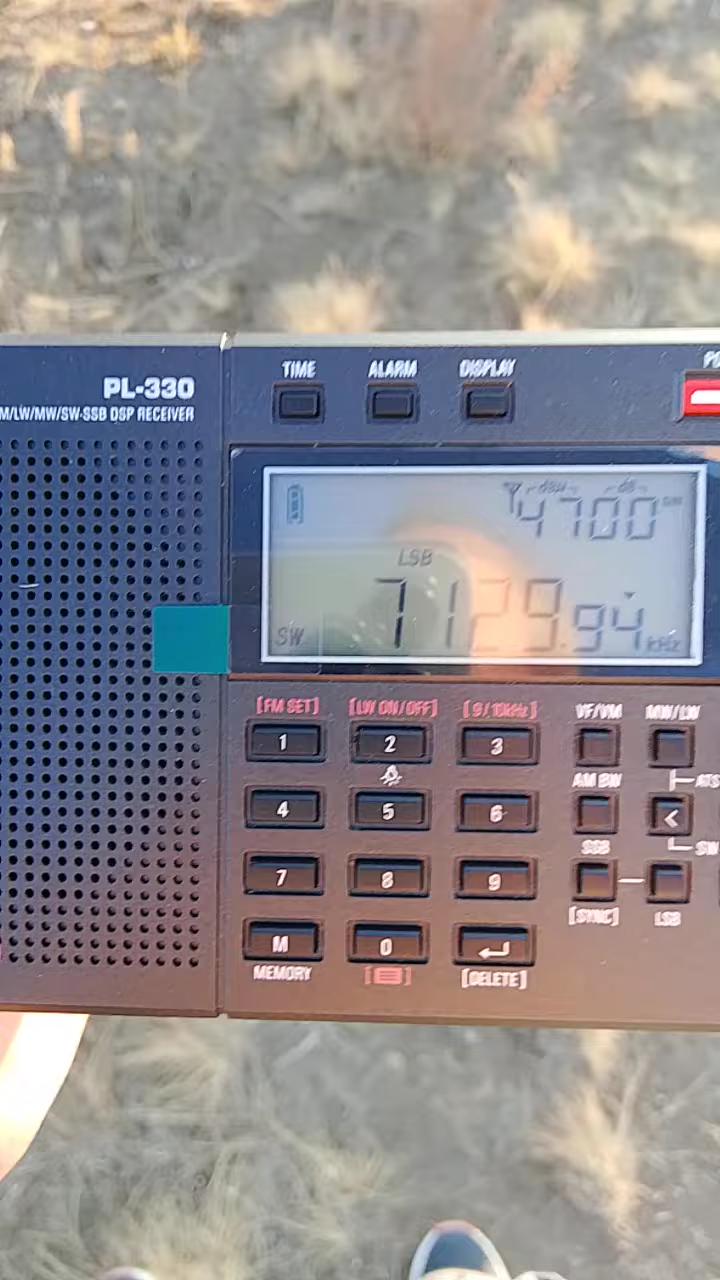 PL-330
M/LW/MW/SW-SSB DSP RECEIVER
TIME ALARM DISPLAY
4700
LSB
7129.94
SW kHz
[FM SET] [LW ON/OFF] [9/10kHz] VF/VM MW/LW
1 2 3
AM BW ATS
4 5 6 <
SSB SW
7 8 9
[SYNC] LSB
M 0
MEMORY [DELETE]